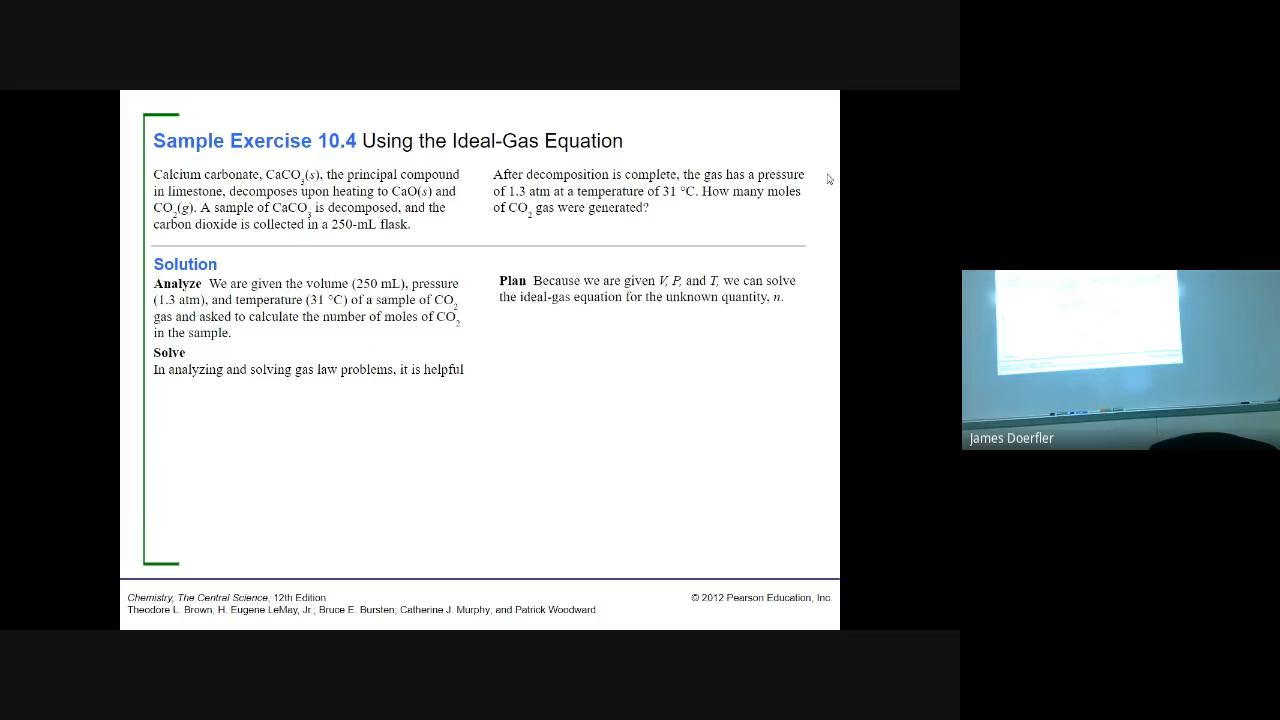 Sample Exercise 10.4 Using the Ideal-Gas Equation
Calcium carbonate, CaCO3(s), the principal compound
in limestone, decomposes upon heating to CaO(s) and
CO2(g). A sample of CaCO3 is decomposed, and the
carbon dioxide is collected in a 250-mL flask.
After decomposition is complete, the gas has a pressure
of 1.3 atm at a temperature of 31 °C. How many moles
of CO2 gas were generated?
Solution
Analyze We are given the volume (250 mL), pressure
(1.3 atm), and temperature (31 °C) of a sample of CO2
gas and asked to calculate the number of moles of CO2
in the sample.
Plan Because we are given V, P, and T, we can solve
the ideal-gas equation for the unknown quantity, n.
Solve
In analyzing and solving gas law problems, it is helpful
Chemistry, The Central Science, 12th Edition
Theodore L. Brown; H. Eugene LeMay, Jr.; Bruce E. Bursten; Catherine J. Murphy; and Patrick Woodward
© 2012 Pearson Education, Inc.
James Doerfler